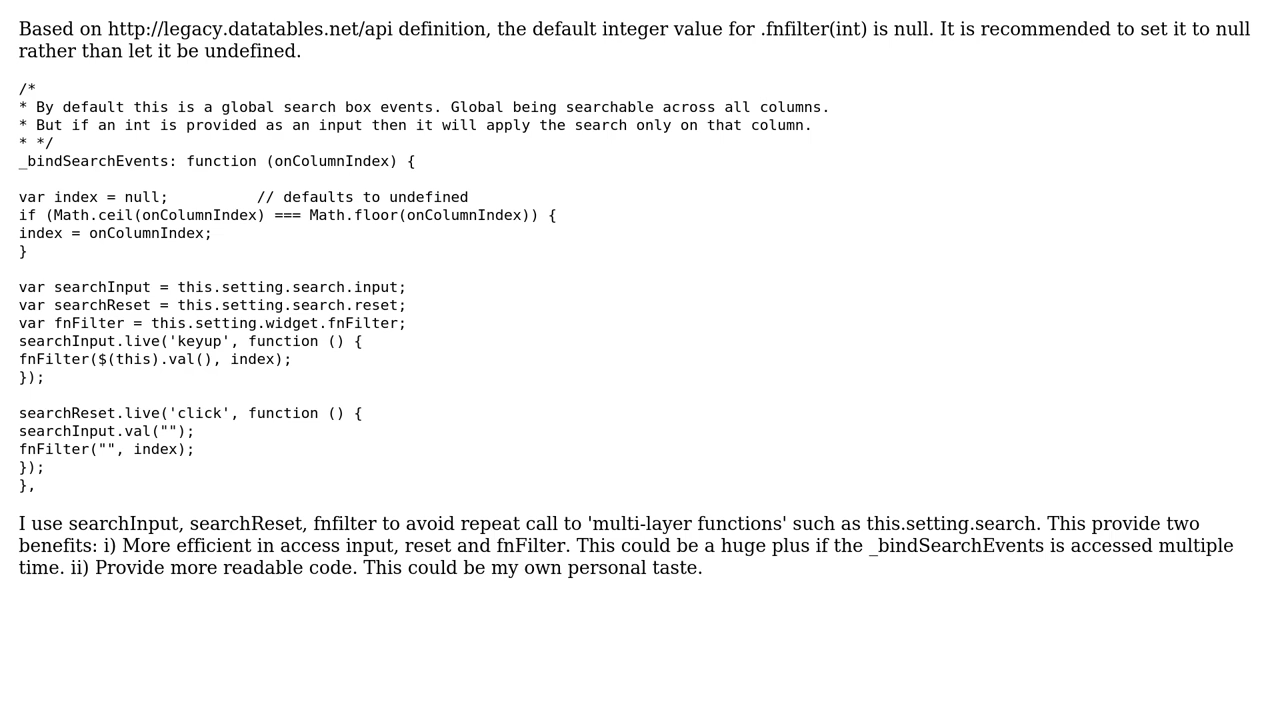 Based on http://legacy.datatables.net/api definition, the default integer value for .fnfilter(int) is null. It is recommended to set it to null
rather than let it be undefined.
/*
* By default this is a global search box events. Global being searchable across all columns.
* But if an int is provided as an input then it will apply the search only on that column.
* */
_bindSearchEvents: function (onColumnIndex) {
var index = null;          // defaults to undefined
if (Math.ceil(onColumnIndex) === Math.floor(onColumnIndex)) {
index = onColumnIndex;
}
var searchInput = this.setting.search.input;
var searchReset = this.setting.search.reset;
var fnFilter = this.setting.widget.fnFilter;
searchInput.live('keyup', function () {
fnFilter($(this).val(), index);
});
searchReset.live('click', function () {
searchInput.val("");
fnFilter("", index);
});
},
I use searchInput, searchReset, fnfilter to avoid repeat call to 'multi-layer functions' such as this.setting.search. This provide two
benefits: i) More efficient in access input, reset and fnFilter. This could be a huge plus if the _bindSearchEvents is accessed multiple
time. ii) Provide more readable code. This could be my own personal taste.